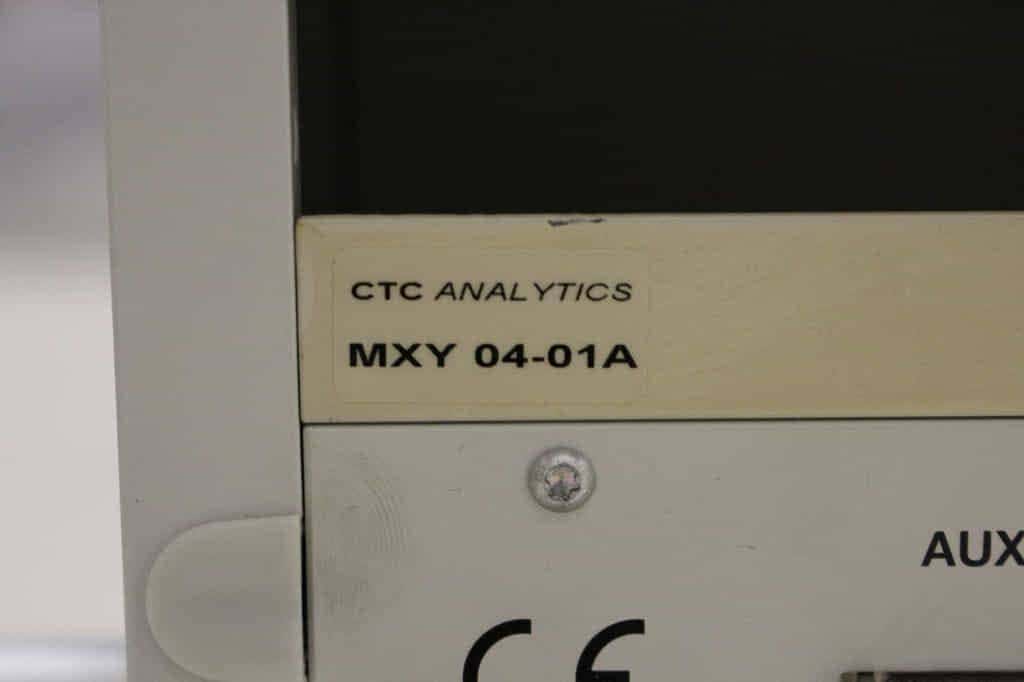 CTC ANALYTICS
MXY 04-01A
AUX
CE